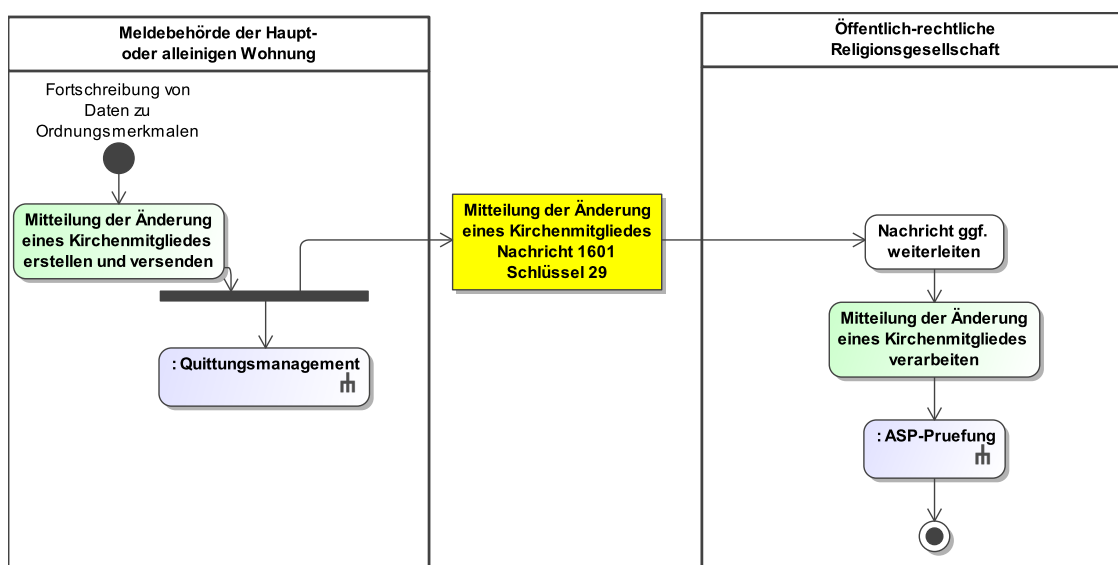 Meldebehörde der Haupt-
oder alleinigen Wohnung
Fortschreibung von
Daten zu
Ordnungsmerkmalen
Mitteilung der Änderung
eines Kirchenmitgliedes
erstellen und versenden
: Quittungsmanagement
Mitteilung der Änderung
eines Kirchenmitgliedes
Nachricht 1601
Schlüssel 29
Öffentlich-rechtliche
Religionsgesellschaft
Nachricht ggf.
weiterleiten
Mitteilung der Änderung
eines Kirchenmitgliedes
verarbeiten
: ASP-Pruefung